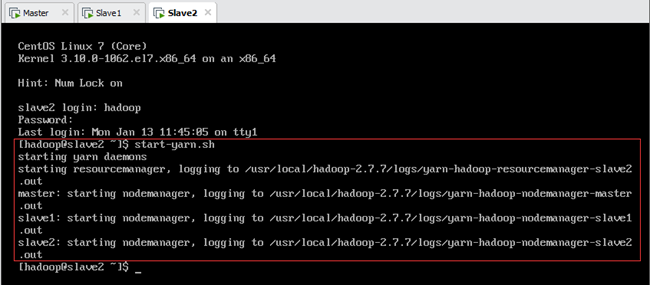 Master Slave1 Slave2
CentOS Linux 7 (Core)
Kernel 3.10.0-1062.el7.x86_64 on an x86_64
Hint: Num Lock on
slave2 login: hadoop
Password:
Last login: Mon Jan 13 11:45:05 on tty1
[hadoop@slave2 ~]$ start-yarn.sh
starting yarn daemons
starting resourcemanager, logging to /usr/local/hadoop-2.7.7/logs/yarn-hadoop-resourcemanager-slave2
.out
master: starting nodemanager, logging to /usr/local/hadoop-2.7.7/logs/yarn-hadoop-nodemanager-master
.out
slave1: starting nodemanager, logging to /usr/local/hadoop-2.7.7/logs/yarn-hadoop-nodemanager-slave1
.out
slave2: starting nodemanager, logging to /usr/local/hadoop-2.7.7/logs/yarn-hadoop-nodemanager-slave2
.out
[hadoop@slave2 ~]$ _